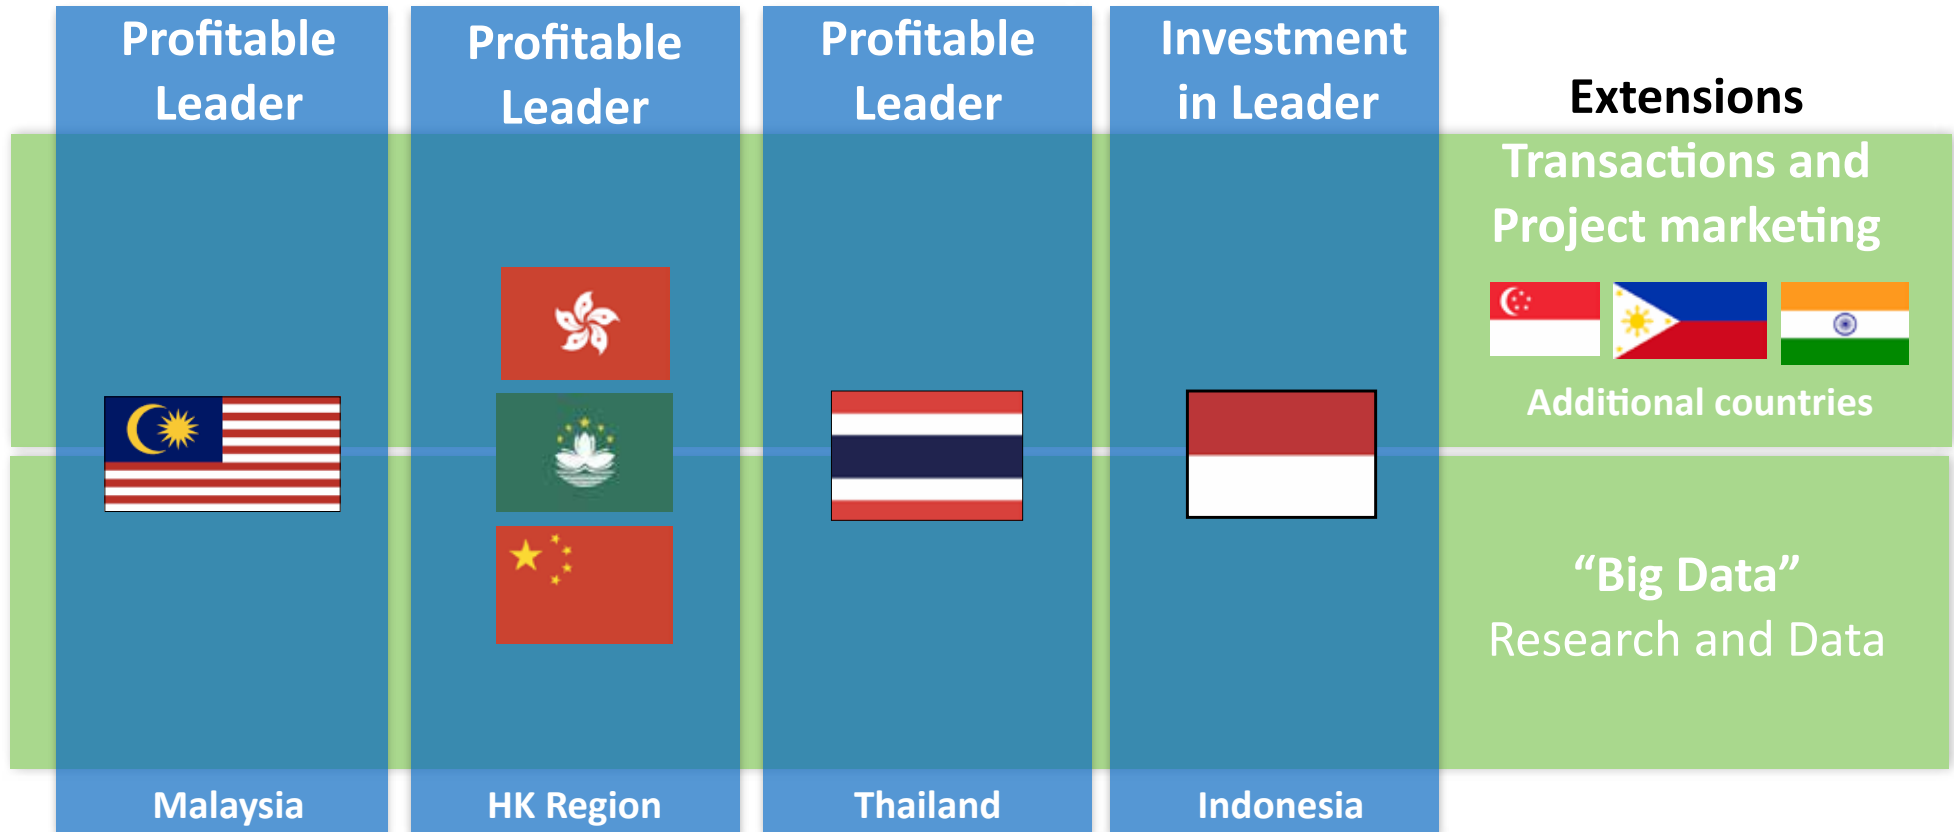 Profitable
Leader
Profitable
Leader
Profitable
Leader
Investment
in Leader
Extensions
Transactions and
Project marketing
Additional countries
“Big Data”
Research and Data
Malaysia
HK Region
Thailand
Indonesia